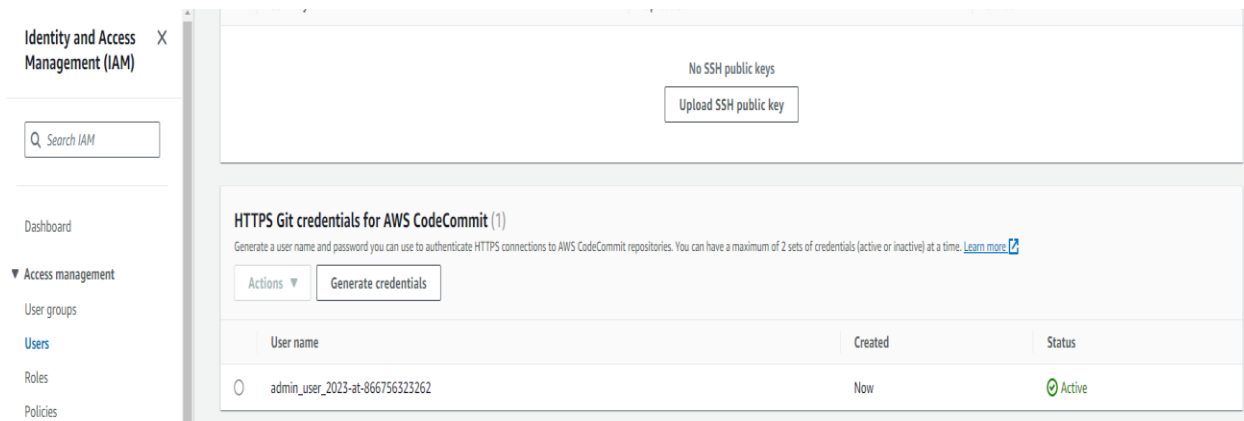 Identity and Access
Management (IAM)
Search IAM
Dashboard
Access management
User groups
Users
Roles
Policies
No SSH public keys
Upload SSH public key
HTTPS Git credentials for AWS CodeCommit (1)
Generate a user name and password you can use to authenticate HTTPS connections to AWS CodeCommit repositories. You can have a maximum of 2 sets of credentials (active or inactive) at a time. Learn more
Actions Generate credentials
User name Created Status
admin_user_2023-at-866756323262 Now Active